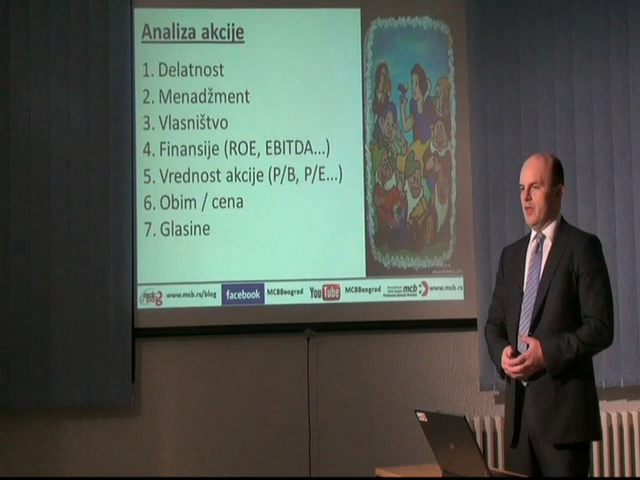 Analiza akcije
1. Delatnost
2. Menadžment
3. Vlasništvo
4. Finansije (ROE, EBITDA...)
5. Vrednost akcije (P/B, P/E...)
6. Obim / cena
7. Glasine
www.mcb.rs/blog facebook MCBBeograd YouTube MCBBeograd mcb www.mcb.rs